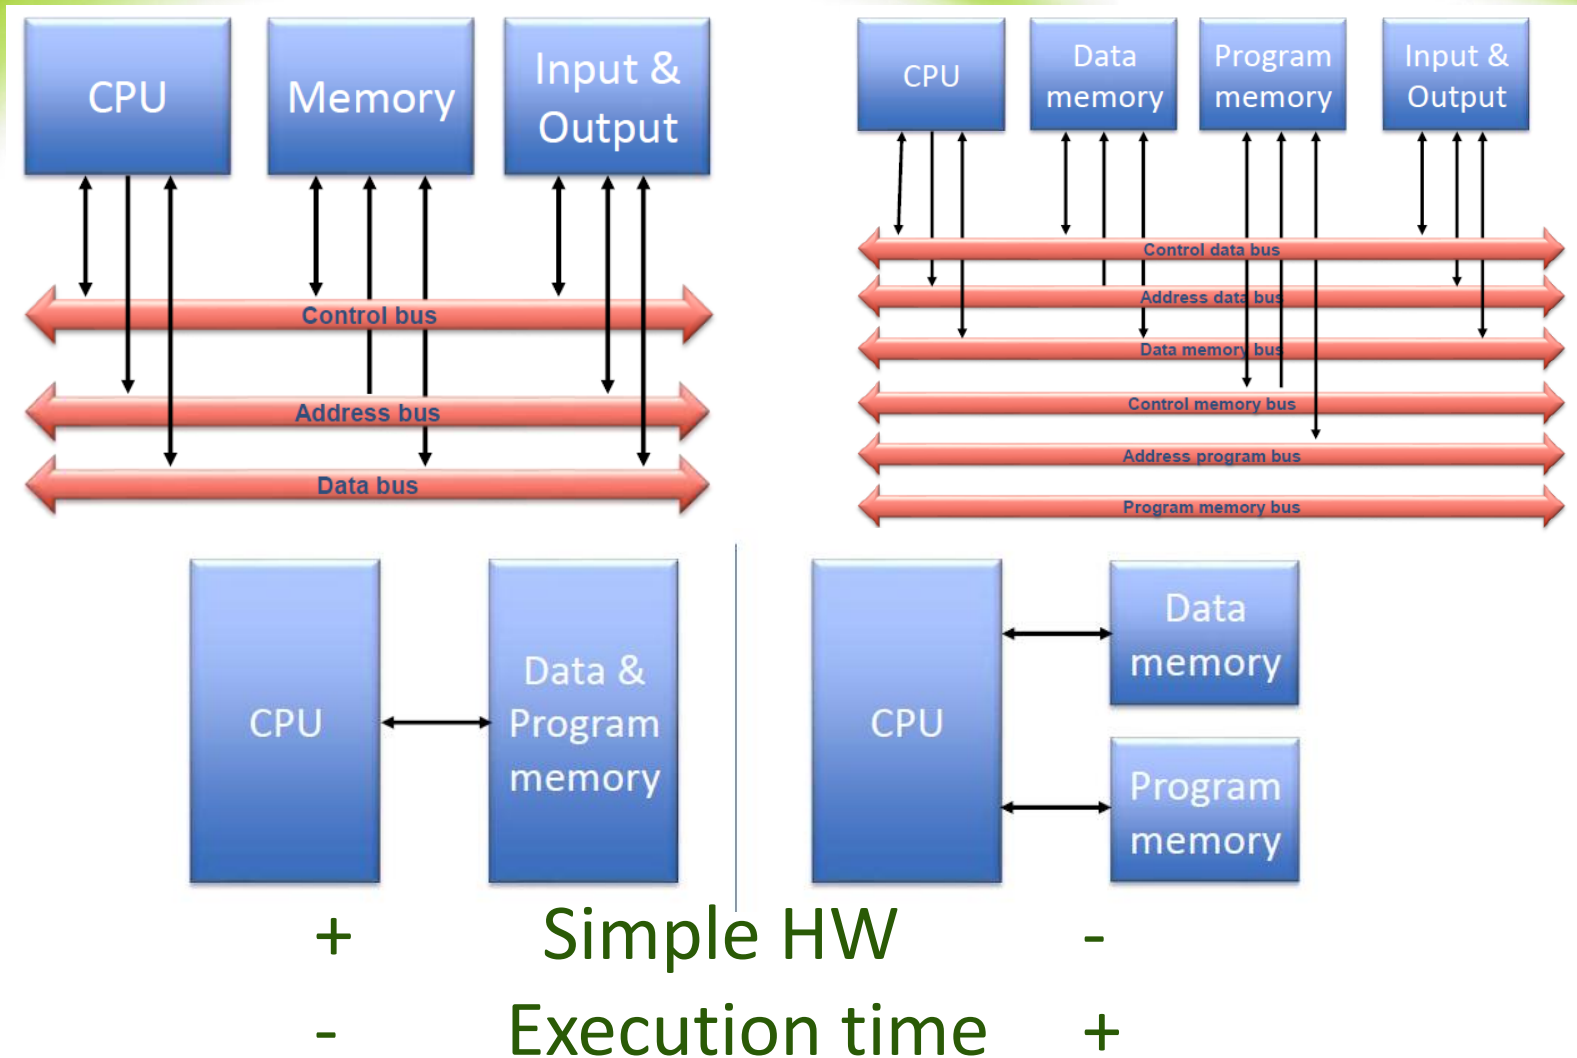 CPU
Memory
Input &
Output
Control bus
Address bus
Data bus
CPU
Data
memory
Program
memory
Input &
Output
Control data bus
Address data bus
Data memory bus
Control memory bus
Address program bus
Program memory bus
CPU
Data &
Program
memory
CPU
Data
memory
Program
memory
+ Simple HW -
- Execution time +